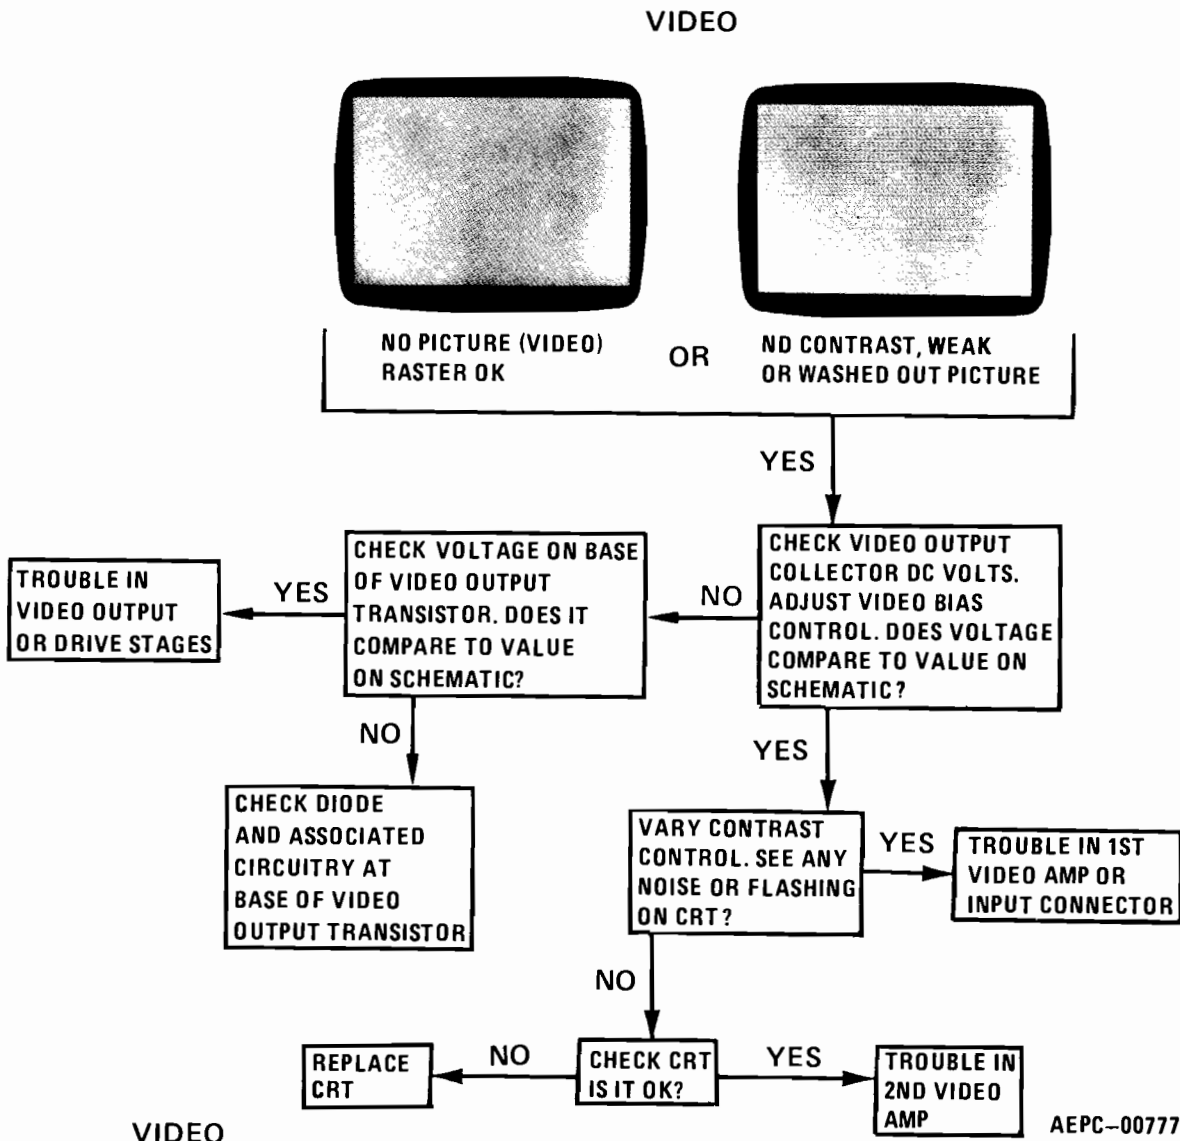 VIDEO
NO PICTURE (VIDEO)
RASTER OK
OR
ND CONTRAST, WEAK
OR WASHED OUT PICTURE
YES
CHECK VIDEO OUTPUT
COLLECTOR DC VOLTS.
ADJUST VIDEO BIAS
CONTROL. DOES VOLTAGE
COMPARE TO VALUE ON
SCHEMATIC?
NO
CHECK VOLTAGE ON BASE
OF VIDEO OUTPUT
TRANSISTOR. DOES IT
COMPARE TO VALUE
ON SCHEMATIC?
YES
TROUBLE IN
VIDEO OUTPUT
OR DRIVE STAGES
NO
CHECK DIODE
AND ASSOCIATED
CIRCUITRY AT
BASE OF VIDEO
OUTPUT TRANSISTOR
YES
VARY CONTRAST
CONTROL. SEE ANY
NOISE OR FLASHING
ON CRT?
YES
TROUBLE IN 1ST
VIDEO AMP OR
INPUT CONNECTOR
NO
CHECK CRT
IS IT OK?
NO
REPLACE
CRT
YES
TROUBLE IN
2ND VIDEO
AMP
AEPC-00777
VIDEO